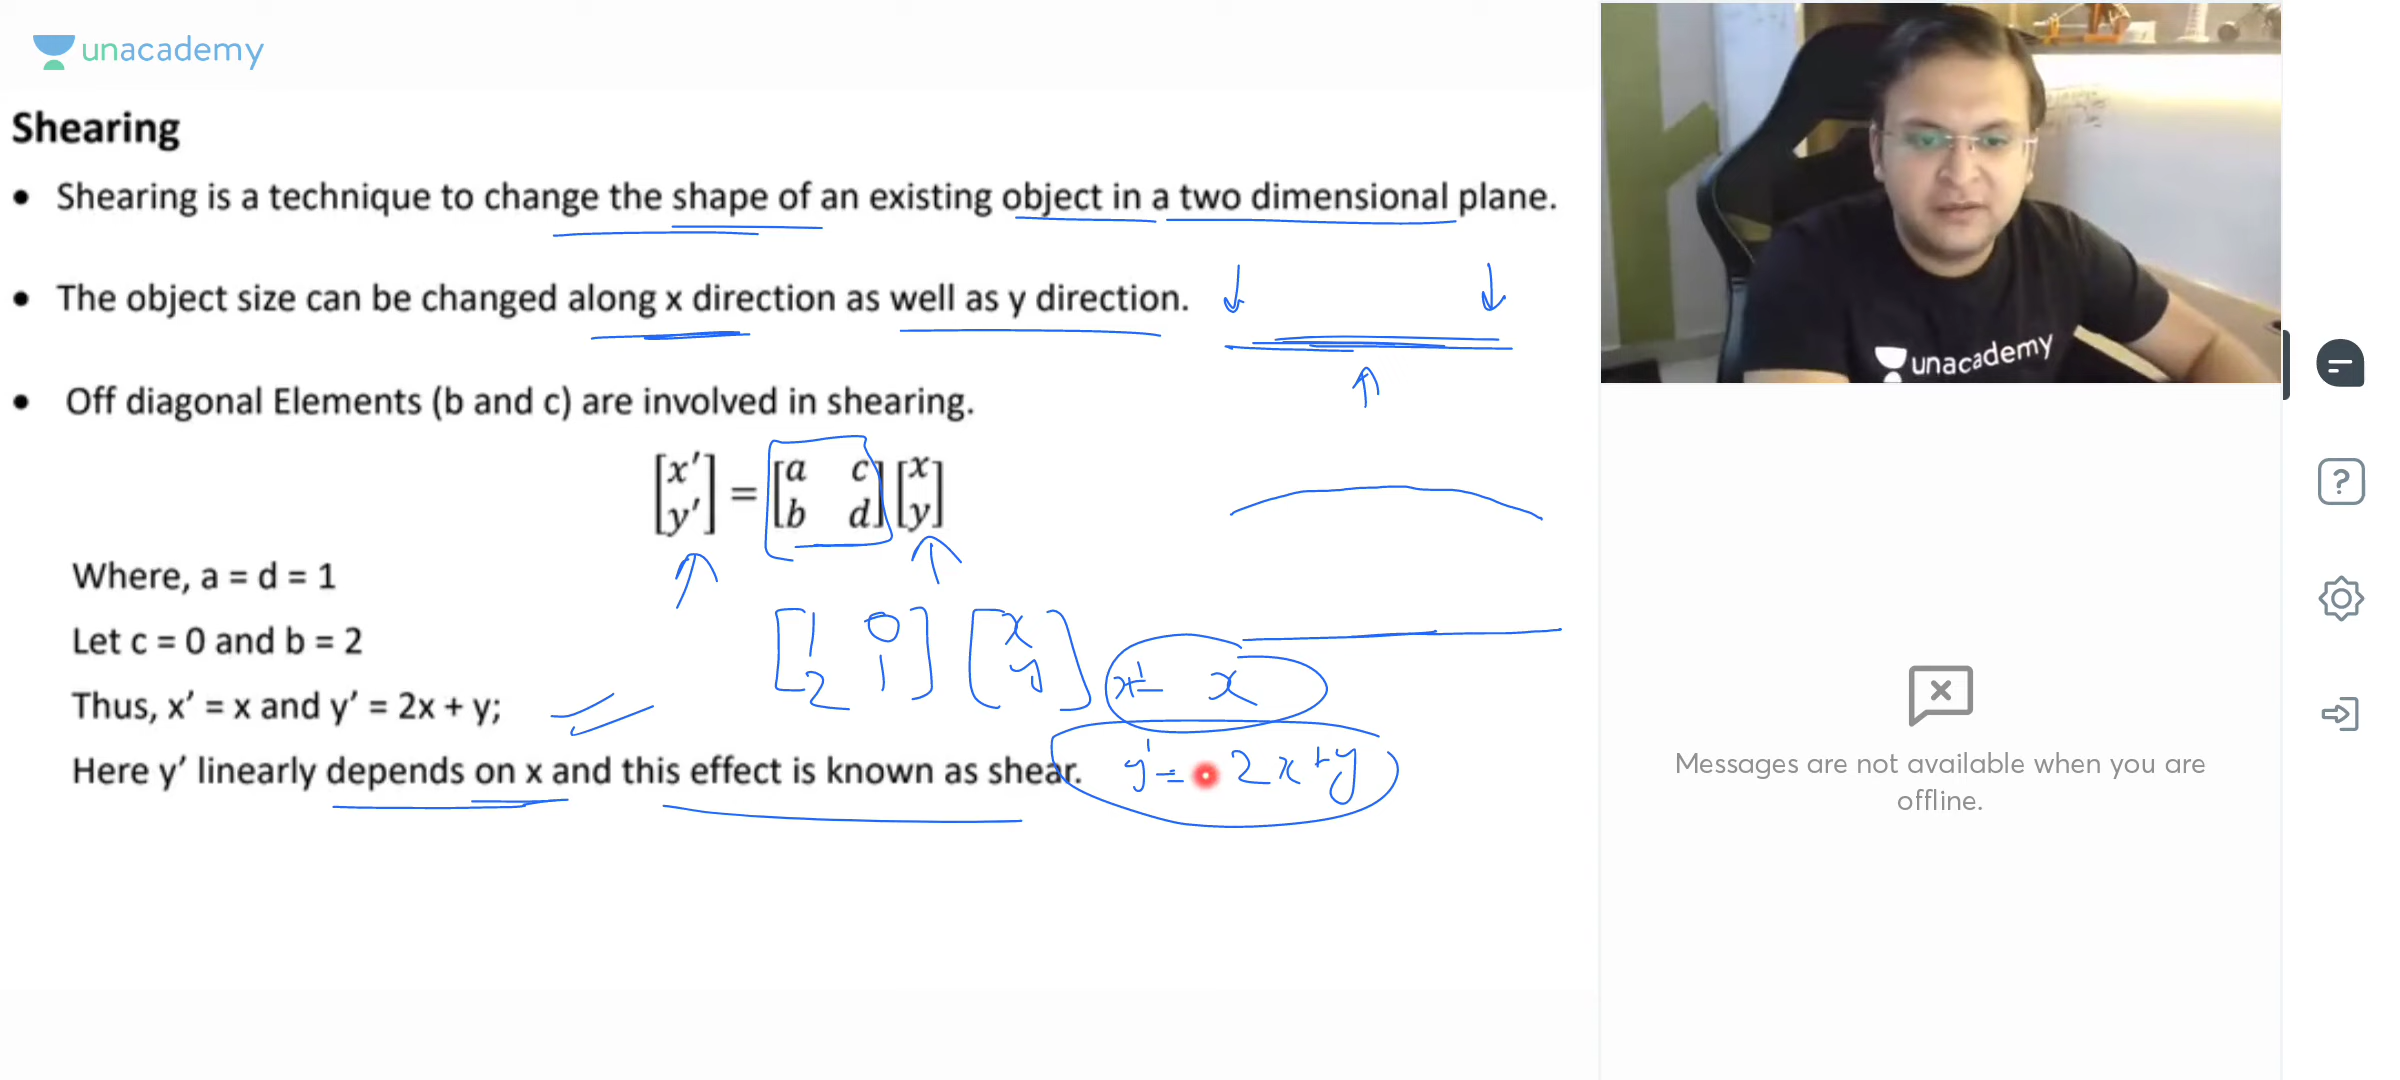 unacademy
Shearing
• Shearing is a technique to change the shape of an existing object in a two dimensional plane.
• The object size can be changed along x direction as well as y direction.
• Off diagonal Elements (b and c) are involved in shearing.
[x′ y′] = [a c b d] [x y]
Where, a = d = 1
Let c = 0 and b = 2
[1 0 2 1] [x y] x′ = x
Thus, x′ = x and y′ = 2x + y;
Here y′ linearly depends on x and this effect is known as shear. y′ = 2x+y
unacademy
?
Messages are not available when you are
offline.